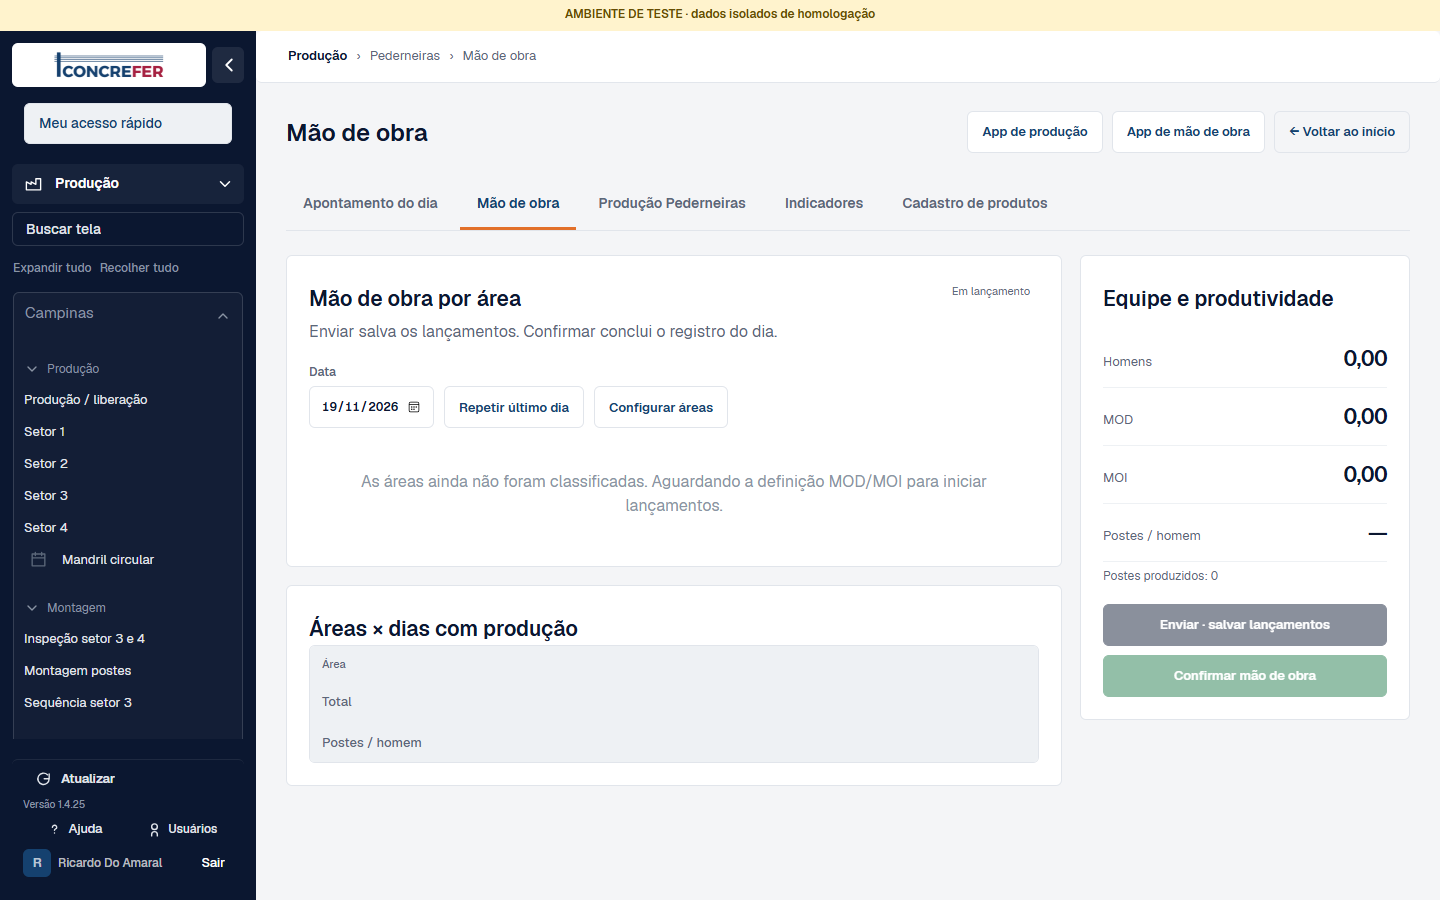 AMBIENTE DE TESTE · dados isolados de homologação
CONCREFER
Meu acesso rápido
Produção
Buscar tela
Expandir tudo Recolher tudo
Campinas
Produção
Produção / liberação
Setor 1
Setor 2
Setor 3
Setor 4
Mandril circular
Montagem
Inspeção setor 3 e 4
Montagem postes
Sequência setor 3
Atualizar
Versão 1.4.25
? Ajuda
Usuários
R Ricardo Do Amaral
Sair
Produção › Pederneiras › Mão de obra
Mão de obra
App de produção
App de mão de obra
← Voltar ao início
Apontamento do dia
Mão de obra
Produção Pederneiras
Indicadores
Cadastro de produtos
Mão de obra por área
Em lançamento
Enviar salva os lançamentos. Confirmar conclui o registro do dia.
Data
19/11/2026
Repetir último dia
Configurar áreas
As áreas ainda não foram classificadas. Aguardando a definição MOD/MOI para iniciar
lançamentos.
Áreas × dias com produção
Área
Total
Postes / homem
Equipe e produtividade
Homens 0,00
MOD 0,00
MOI 0,00
Postes / homem —
Postes produzidos: 0
Enviar · salvar lançamentos
Confirmar mão de obra